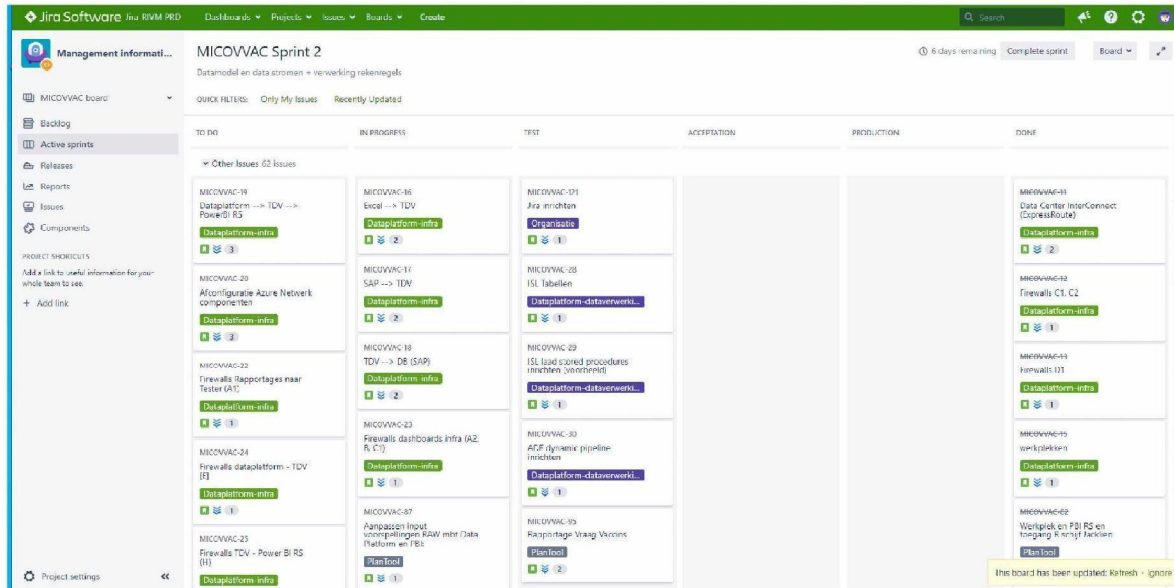 Jira Software Jira RIVM PRD Dashboards Projects Issues Boards Create Search
Management informati...
MICOVVAC board
Backlog
Active sprints
Releases
Reports
Issues
Components
PROJECT SHORTCUTS
Add a link to useful information for your
whole team to see.
+ Add link
Project settings
MICOVVAC Sprint 2
6 days remaining Complete sprint Board
Datamodel en data stromen + verwerking rekenregels
QUICK FILTERS: Only My Issues Recently Updated
TO DO IN PROGRESS TEST ACCEPTATION PRODUCTION DONE
Other Issues 62 issues
MICOVVAC-19
Dataplatform --> TDV -->
PowerBI RS
Dataplatform-infra
3
MICOVVAC-20
Afconfiguratie Azure Netwerk
componenten
Dataplatform-infra
3
MICOVVAC-22
Firewalls Rapportages naar
Tester (A1)
Dataplatform-infra
1
MICOVVAC-24
Firewalls dataplatform - TDV
Dataplatform-infra
1
MICOVVAC-25
Firewalls TDV - Power BI RS
(H)
Dataplatform-infra
MICOVVAC-16
Excel --> TDV
Dataplatform-infra
2
MICOVVAC-17
SAP --> TDV
Dataplatform-infra
2
MICOVVAC-18
TDV --> DB (SAP)
Dataplatform-infra
2
MICOVVAC-23
Firewalls dashboards infra (A2,
B, C1)
Dataplatform-infra
1
MICOVVAC-87
Aanpassen input
voorspellingen RAW mbt Data
Platform en PBI:
PlanTool
1
MICOVVAC-121
Jira inrichten
Organisatie
1
MICOVVAC-28
ISL Tabellen
Dataplatform-dataverwerki...
1
MICOVVAC-29
ISL laad stored procedures
inrichten (voorbeeld)
Dataplatform-dataverwerki...
1
MICOVVAC-30
ADF dynamic pipeline
inrichten
Dataplatform-dataverwerki...
1
MICOVVAC-95
Rapportage Vraag Vaccins
PlanTool
2
MICOVVAC-11
Data Center InterConnect
(ExpressRoute)
Dataplatform-infra
2
MICOVVAC-12
Firewalls C1, C2
Dataplatform-infra
1
MICOVVAC-13
Firewalls D1
Dataplatform-infra
1
MICOVVAC-15
werkplekken
Dataplatform-infra
1
MICOVVAC-62
Werkplek en PBI RS en
toegang R schijf Jacklien
PlanTool
This board has been updated: Refresh - Ignore